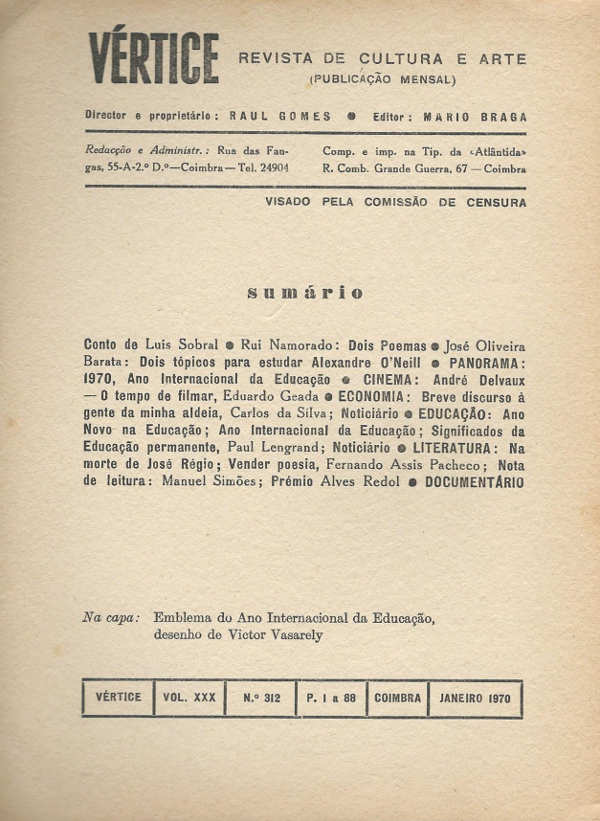 VÉRTICE REVISTA DE CULTURA E ARTE
(PUBLICAÇÃO MENSAL)
Director e proprietário: RAUL GOMES ● Editor: MARIO BRAGA
Redacção e Administr.: Rua das Fan-
gas, 55-A-2.º D.º—Coimbra—Tel. 24904
Comp. e imp. na Tip. da «Atlântida»
R. Comb. Grande Guerra, 67 — Coimbra
VISADO PELA COMISSÃO DE CENSURA
sumário
Conto de Luis Sobral ● Rui Namorado: Dois Poemas ● José Oliveira
Barata: Dois tópicos para estudar Alexandre O'Neill ● PANORAMA:
1970, Ano Internacional da Educação ● CINEMA: André Delvaux
— O tempo de filmar, Eduardo Geada ● ECONOMIA: Breve discurso à
gente da minha aldeia, Carlos da Silva; Noticiário ● EDUCAÇÃO: Ano
Novo na Educação; Ano Internacional da Educação; Significados da
Educação permanente, Paul Lengrand; Noticiário ● LITERATURA: Na
morte de José Régio; Vender poesia, Fernando Assis Pacheco; Nota
de leitura: Manuel Simões; Prémio Alves Redol ● DOCUMENTÁRIO
Na capa: Emblema do Ano Internacional da Educação,
desenho de Victor Vasarely
VÉRTICE VOL. XXX N.º 312 P. 1 a 88 COIMBRA JANEIRO 1970